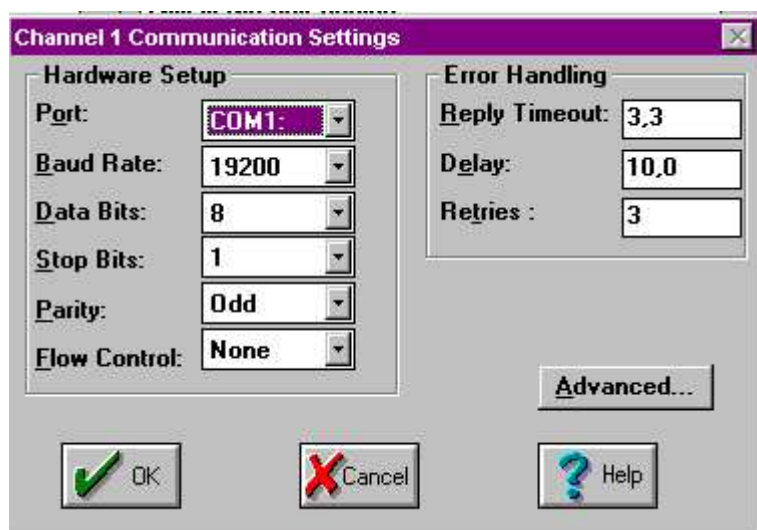 Channel 1 Communication Settings
Hardware Setup
Port: COM1:
Baud Rate: 19200
Data Bits: 8
Stop Bits: 1
Parity: Odd
Flow Control: None
Error Handling
Reply Timeout: 3,3
Delay: 10,0
Retries : 3
Advanced...
OK
Cancel
Help